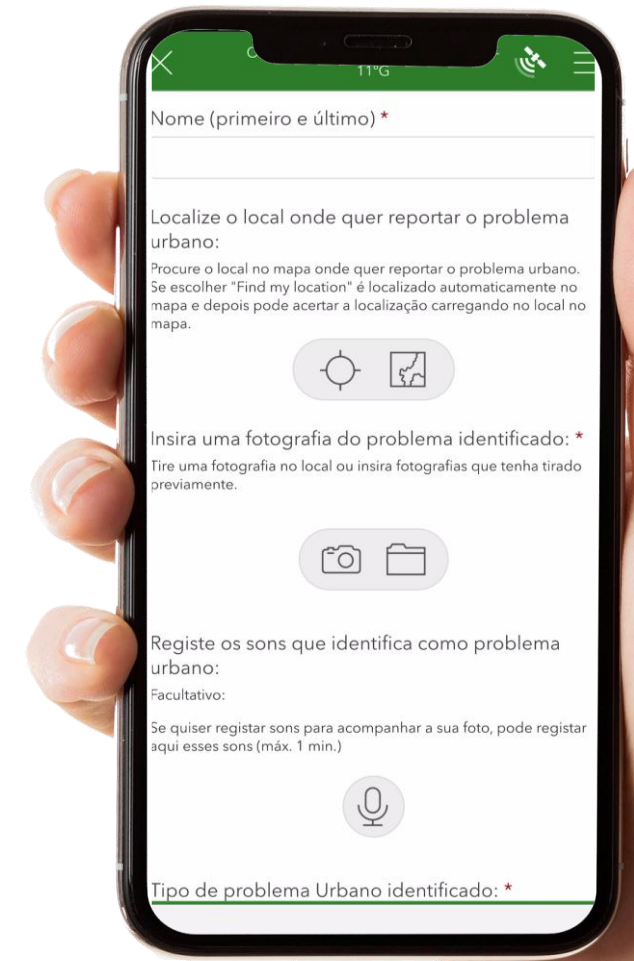 11ºG
Nome (primeiro e último) *
Localize o local onde quer reportar o problema
urbano:
Procure o local no mapa onde quer reportar o problema urbano.
Se escolher "Find my location" é localizado automaticamente no
mapa e depois pode acertar a localização carregando no local no
mapa.
Insira uma fotografia do problema identificado: *
Tire uma fotografia no local ou insira fotografias que tenha tirado
previamente.
Registe os sons que identifica como problema
urbano:
Facultativo:
Se quiser registar sons para acompanhar a sua foto, pode registar
aqui esses sons (máx. 1 min.)
Tipo de problema Urbano identificado: *